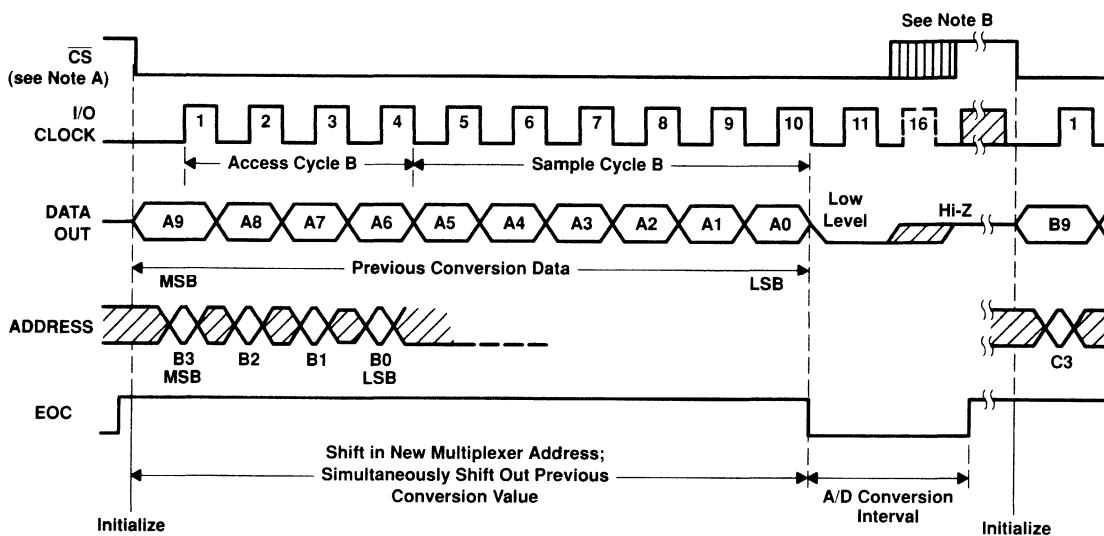 See Note B
CS
(see Note A)
I/O
CLOCK
1 2 3 4 5 6 7 8 9 10 11 16 1
Access Cycle B
Sample Cycle B
DATA
OUT
A9 A8 A7 A6 A5 A4 A3 A2 A1 A0
Low
Level
Hi-Z
B9
Previous Conversion Data
MSB
LSB
ADDRESS
B3
MSB
B2
B1
B0
LSB
C3
EOC
Shift in New Multiplexer Address;
Simultaneously Shift Out Previous
Conversion Value
A/D Conversion
Interval
Initialize
Initialize